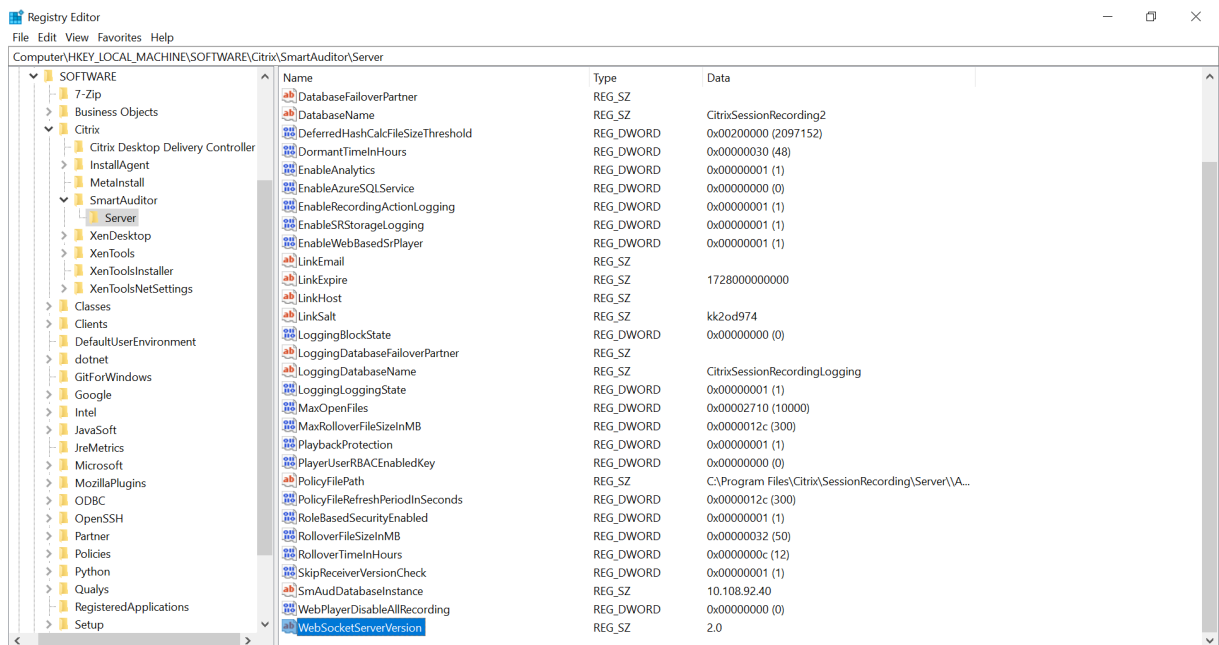 Registry Editor
File Edit View Favorites Help
Computer\HKEY_LOCAL_MACHINE\SOFTWARE\Citrix\SmartAuditor\Server
SOFTWARE
7-Zip
Business Objects
Citrix
Citrix Desktop Delivery Controller
InstallAgent
MetaInstall
SmartAuditor
Server
XenDesktop
XenTools
XenToolsInstaller
XenToolsNetSettings
Classes
Clients
DefaultUserEnvironment
dotnet
GitForWindows
Google
Intel
JavaSoft
JreMetrics
Microsoft
MozillaPlugins
ODBC
OpenSSH
Partner
Policies
Python
Qualys
RegisteredApplications
Setup
Name Type Data
DatabaseFailoverPartner REG_SZ
DatabaseName REG_SZ CitrixSessionRecording2
DeferredHashCalcFileSizeThreshold REG_DWORD 0x00200000 (2097152)
DormantTimeInHours REG_DWORD 0x00000030 (48)
EnableAnalytics REG_DWORD 0x00000001 (1)
EnableAzureSQLService REG_DWORD 0x00000000 (0)
EnableRecordingActionLogging REG_DWORD 0x00000001 (1)
EnableSRStorageLogging REG_DWORD 0x00000001 (1)
EnableWebBasedSrPlayer REG_DWORD 0x00000001 (1)
LinkEmail REG_SZ
LinkExpire REG_SZ 1728000000000
LinkHost REG_SZ
LinkSalt REG_SZ kk2od974
LoggingBlockState REG_DWORD 0x00000000 (0)
LoggingDatabaseFailoverPartner REG_SZ
LoggingDatabaseName REG_SZ CitrixSessionRecordingLogging
LoggingLoggingState REG_DWORD 0x00000001 (1)
MaxOpenFiles REG_DWORD 0x00002710 (10000)
MaxRolloverFileSizeInMB REG_DWORD 0x0000012c (300)
PlaybackProtection REG_DWORD 0x00000001 (1)
PlayerUserRBACEnabledKey REG_DWORD 0x00000000 (0)
PolicyFilePath REG_SZ C:\Program Files\Citrix\SessionRecording\Server\\A...
PolicyFileRefreshPeriodInSeconds REG_DWORD 0x0000012c (300)
RoleBasedSecurityEnabled REG_DWORD 0x00000001 (1)
RolloverFileSizeInMB REG_DWORD 0x00000032 (50)
RolloverTimeInHours REG_DWORD 0x0000000c (12)
SkipReceiverVersionCheck REG_DWORD 0x00000001 (1)
SmAudDatabaseInstance REG_SZ 10.108.92.40
WebPlayerDisableAllRecording REG_DWORD 0x00000000 (0)
WebSocketServerVersion REG_SZ 2.0